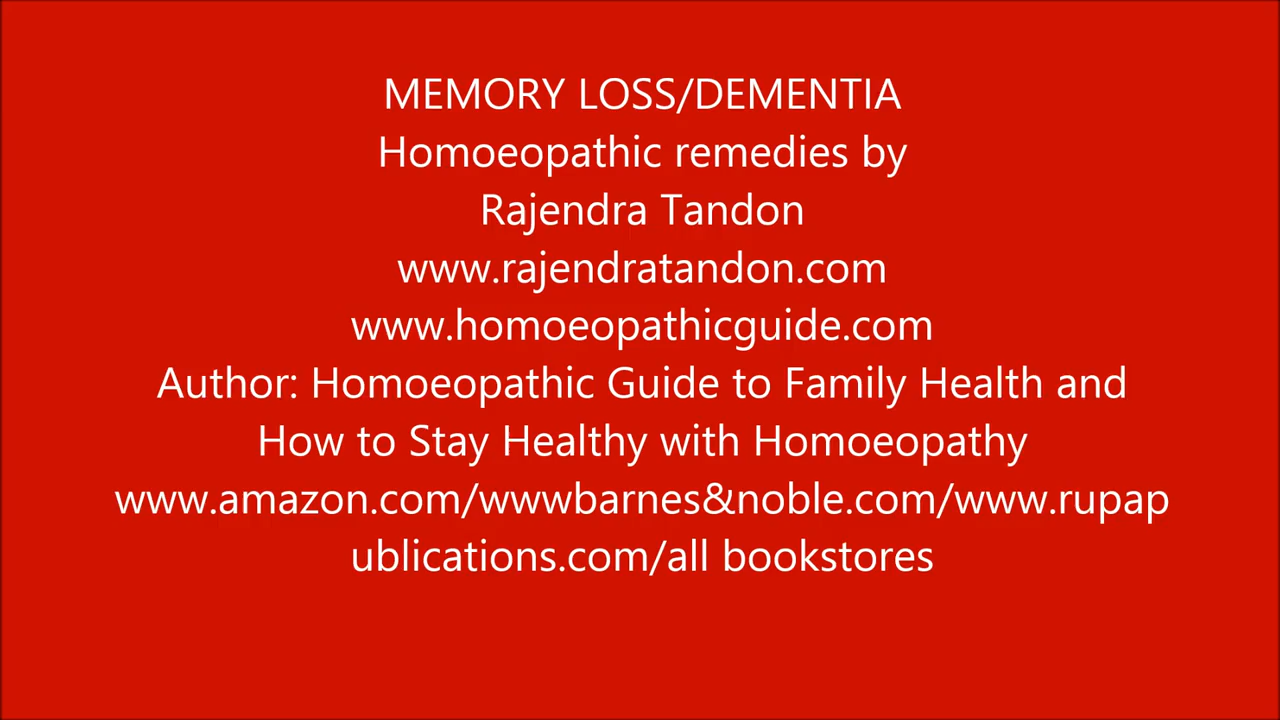 MEMORY LOSS/DEMENTIA
Homoeopathic remedies by
Rajendra Tandon
www.rajendratandon.com
www.homoeopathicguide.com
Author: Homoeopathic Guide to Family Health and
How to Stay Healthy with Homoeopathy
www.amazon.com/wwwbarnes&noble.com/www.rupap
ublications.com/all bookstores